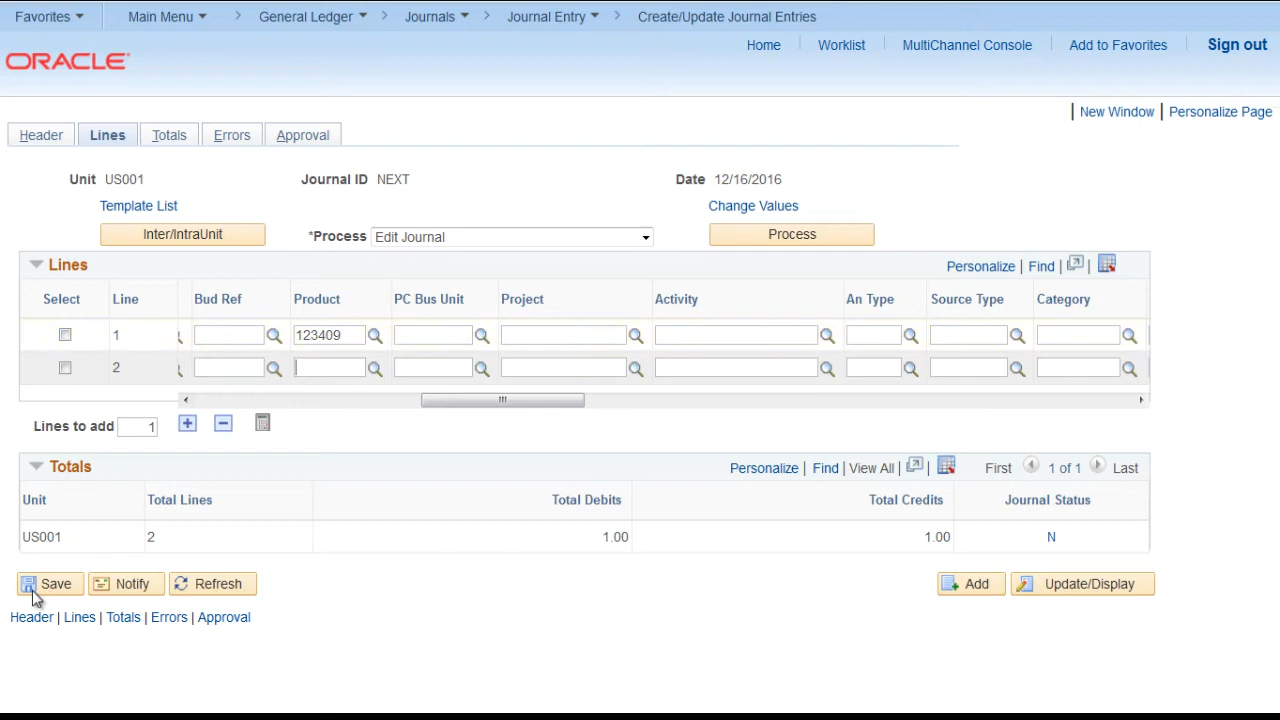 Favorites Main Menu > General Ledger > Journals > Journal Entry > Create/Update Journal Entries
Home Worklist MultiChannel Console Add to Favorites Sign out
ORACLE
New Window | Personalize Page
Header Lines Totals Errors Approval
Unit US001 Journal ID NEXT Date 12/16/2016
Template List Change Values
Inter/IntraUnit *Process Edit Journal Process
Lines Personalize | Find |
Select Line Bud Ref Product PC Bus Unit Project Activity An Type Source Type Category
1 123409
2
Lines to add 1
Totals Personalize | Find | View All | First 1 of 1 Last
Unit Total Lines Total Debits Total Credits Journal Status
US001 2 1.00 1.00 N
Save Notify Refresh Add Update/Display
Header | Lines | Totals | Errors | Approval